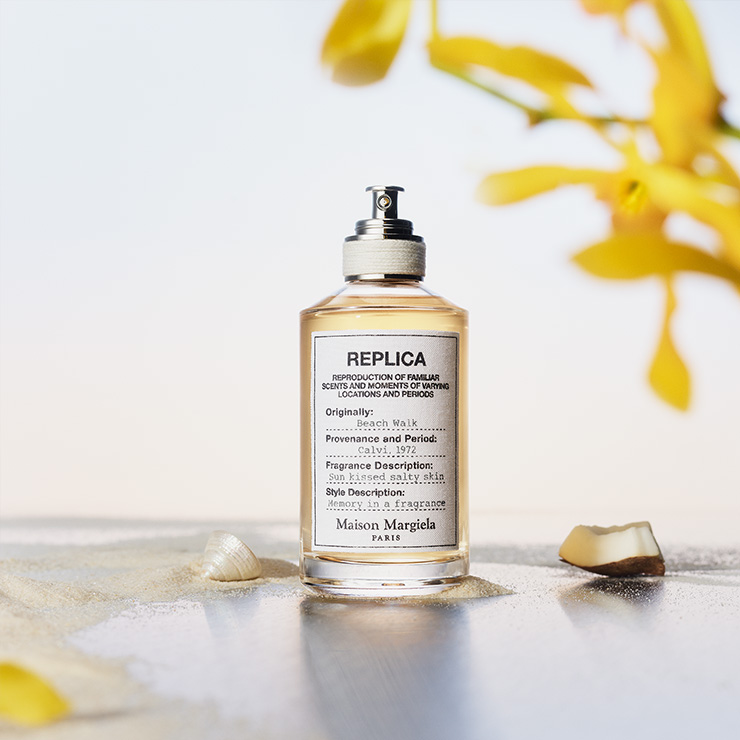 REPLICA
REPRODUCTION OF FAMILIAR
SCENTS AND MOMENTS OF VARYING
LOCATIONS AND PERIODS
Originally:
Beach Walk
Provenance and Period:
Calvi, 1972
Fragrance Description:
Sun kissed salty skin
Style Description:
Memory in a fragrance
Maison Margiela
PARIS